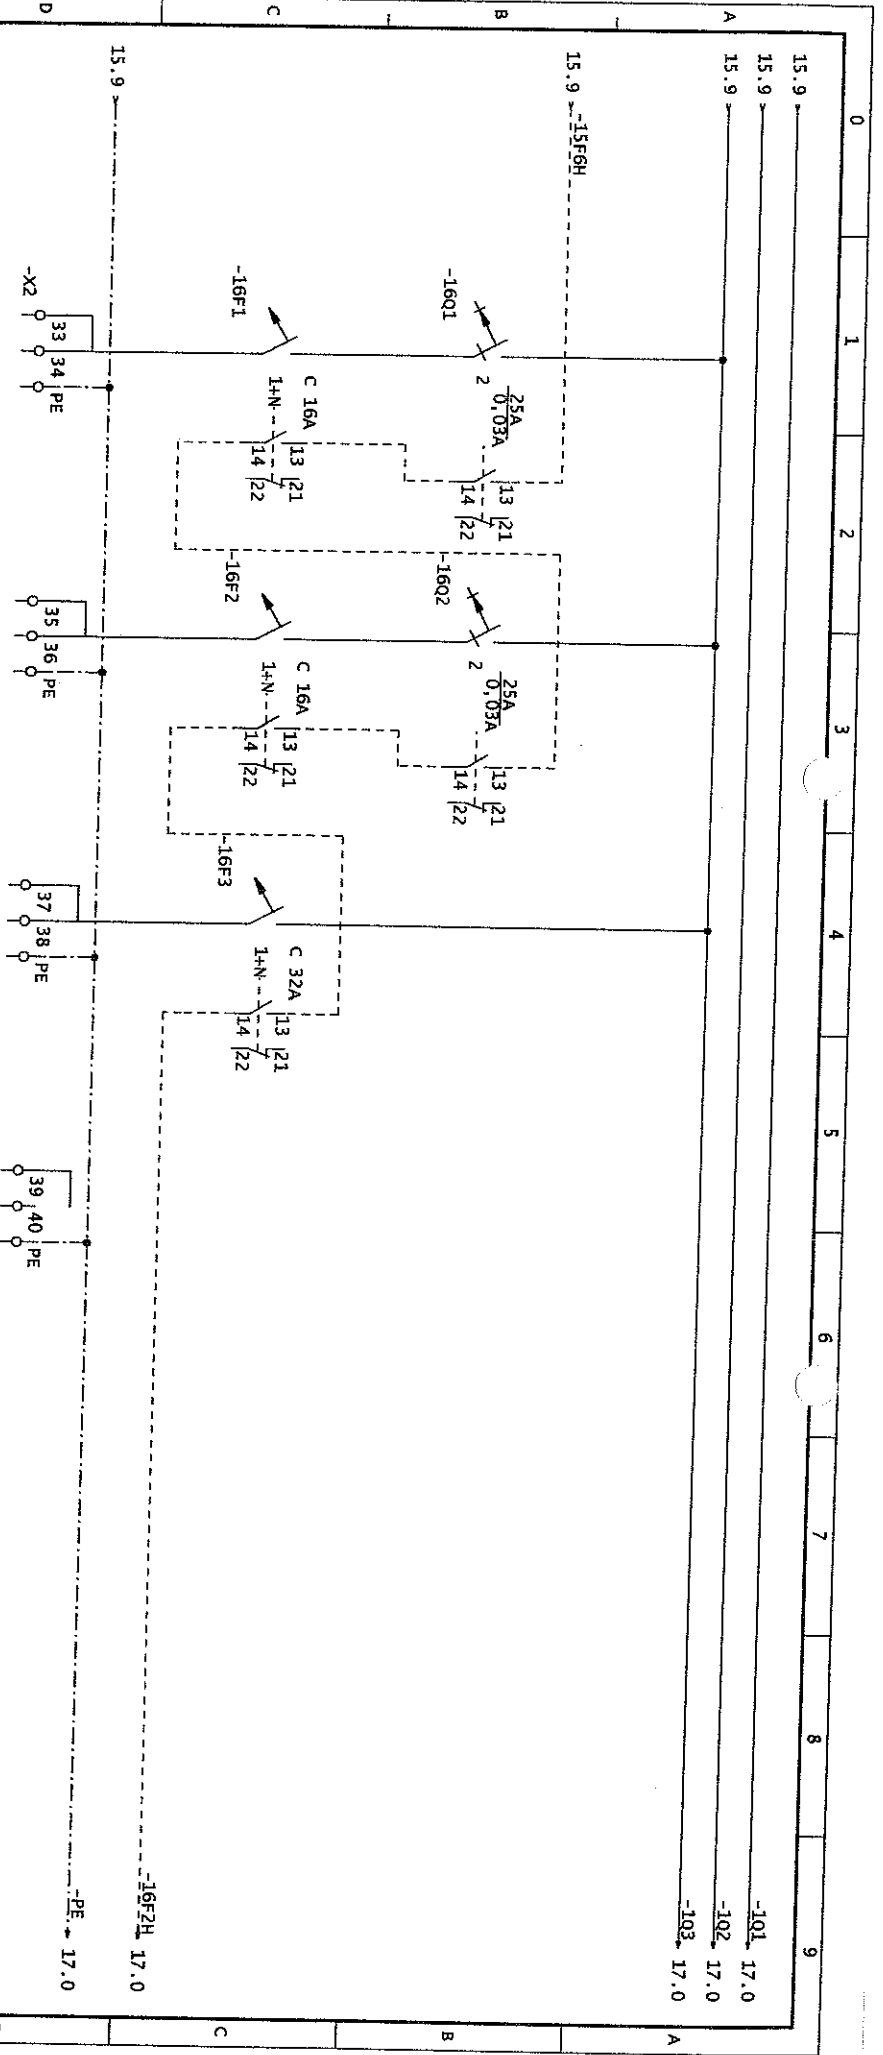 0 1 2 3 4 5 6 7 8 9
A
15.9 -1Q1 17.0
15.9 -1Q2 17.0
15.9 -1Q3 17.0
A
B
15.9 -15F6H
-16Q1
2
25A
0,03A
13 21
14 22
-16Q2
2
25A
0,03A
13 21
14 22
B
C
-16F1
C 16A
1+N
13 21
14 22
-16F2
C 16A
1+N
13 21
14 22
-16F3
C 32A
1+N
13 21
14 22
C
-16F2H 17.0
15.9 -PE 17.0
D
-X2
33 34 PE
35 36 PE
37 38 PE
39 40 PE